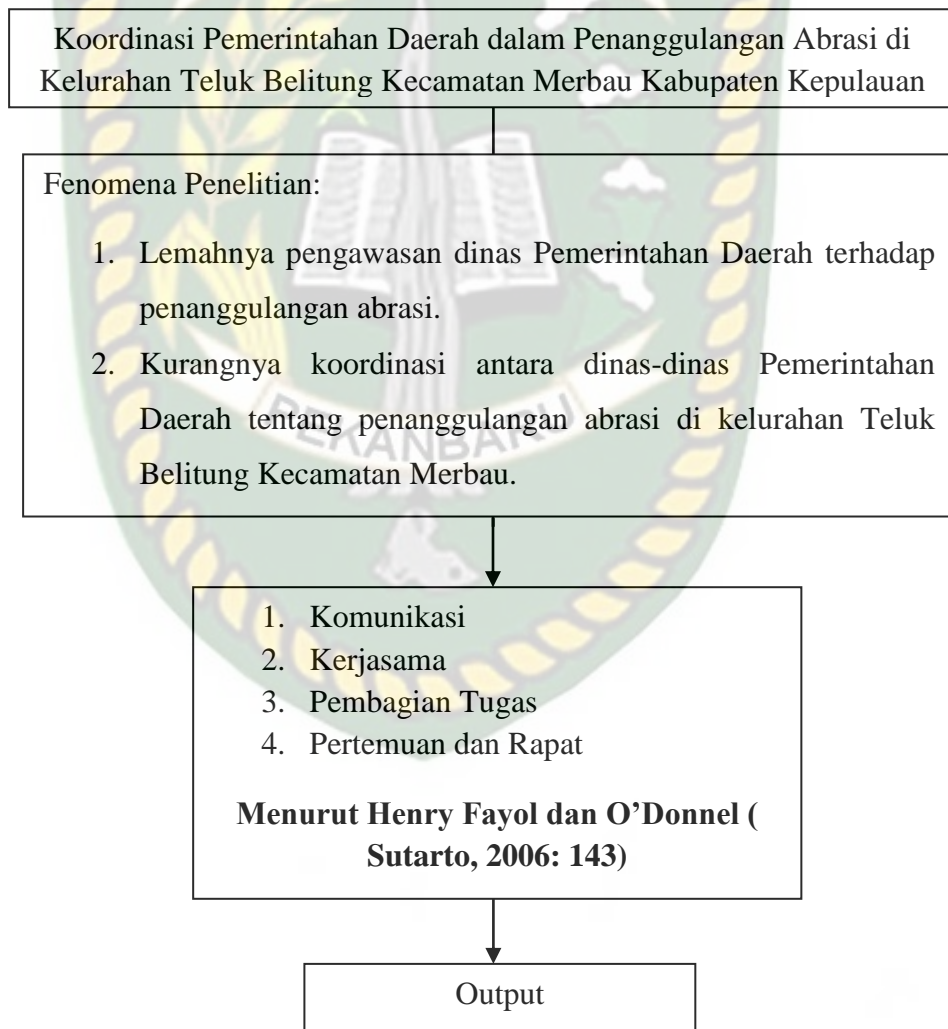 Koordinasi Pemerintahan Daerah dalam Penanggulangan Abrasi di
Kelurahan Teluk Belitung Kecamatan Merbau Kabupaten Kepulauan
Fenomena Penelitian:
1. Lemahnya pengawasan dinas Pemerintahan Daerah terhadap
penanggulangan abrasi.
2. Kurangnya koordinasi antara dinas-dinas Pemerintahan
Daerah tentang penanggulangan abrasi di kelurahan Teluk
Belitung Kecamatan Merbau.
PEKANBARU
1. Komunikasi
2. Kerjasama
3. Pembagian Tugas
4. Pertemuan dan Rapat
Menurut Henry Fayol dan O’Donnel (
Sutarto, 2006: 143)
Output